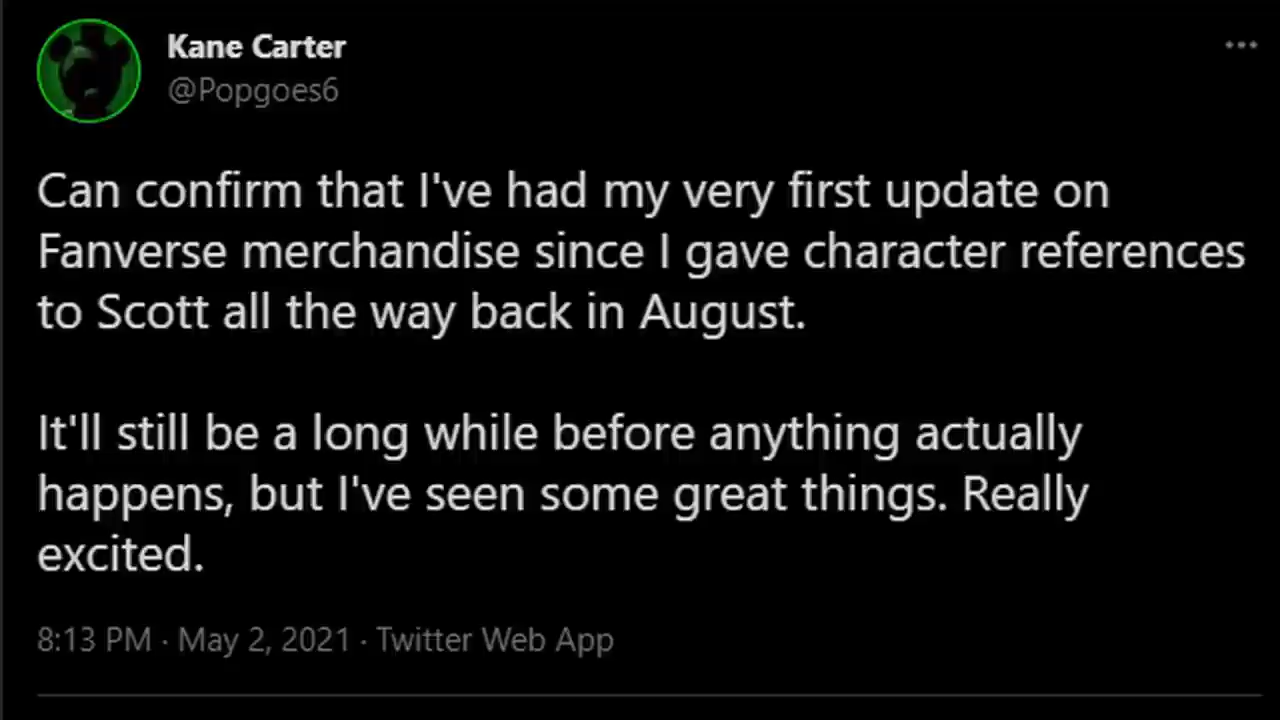 Kane Carter
@Popgoes6
Can confirm that I've had my very first update on
Fanverse merchandise since I gave character references
to Scott all the way back in August.
It'll still be a long while before anything actually
happens, but I've seen some great things. Really
excited.
8:13 PM · May 2, 2021 · Twitter Web App